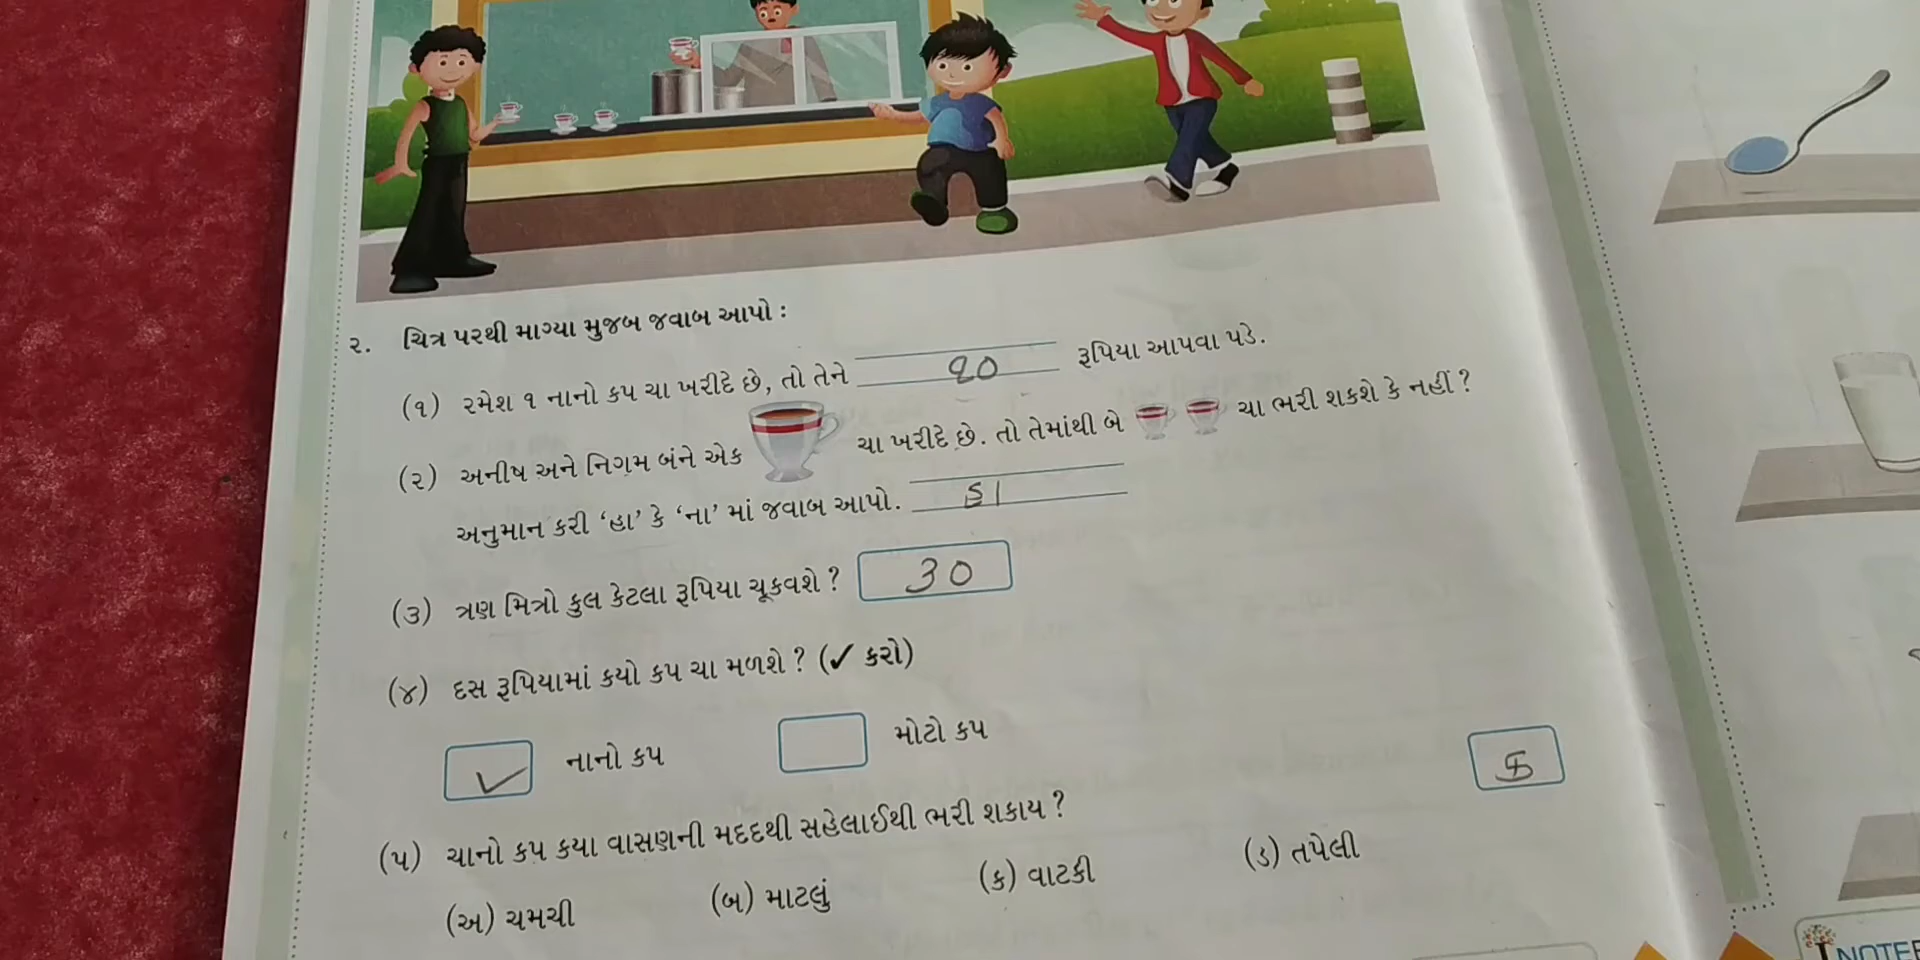 ૨. ચિત્ર પરથી માગ્યા મુજબ જવાબ આપો :
(૧) રમેશ ૧ નાનો કપ ચા ખરીદે છે, તો તેને ૧૦ રૂપિયા આપવા પડે.
(૨) અનીષ અને નિગમ બંને એક ચા ખરીદે છે. તો તેમાંથી બે ચા ભરી શકશે કે નહીં ?
અનુમાન કરી ‘હા’ કે ‘ના’ માં જવાબ આપો. હા
(૩) ત્રણ મિત્રો કુલ કેટલા રૂપિયા ચૂકવશે ? 30
(૪) દસ રૂપિયામાં કયો કપ ચા મળશે ? (✓ કરો)
✓ નાનો કપ મોટો કપ
(૫) ચાનો કપ કયા વાસણની મદદથી સહેલાઈથી ભરી શકાય ? ક
(અ) ચમચી (બ) માટલું (ક) વાટકી (ડ) તપેલી